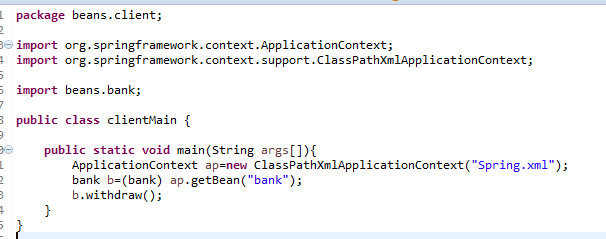 package beans.client;
import org.springframework.context.ApplicationContext;
import org.springframework.context.support.ClassPathXmlApplicationContext;
import beans.bank;
public class clientMain {
public static void main(String args[]){
ApplicationContext ap=new ClassPathXmlApplicationContext("Spring.xml");
bank b=(bank) ap.getBean("bank");
b.withdraw();
}
}